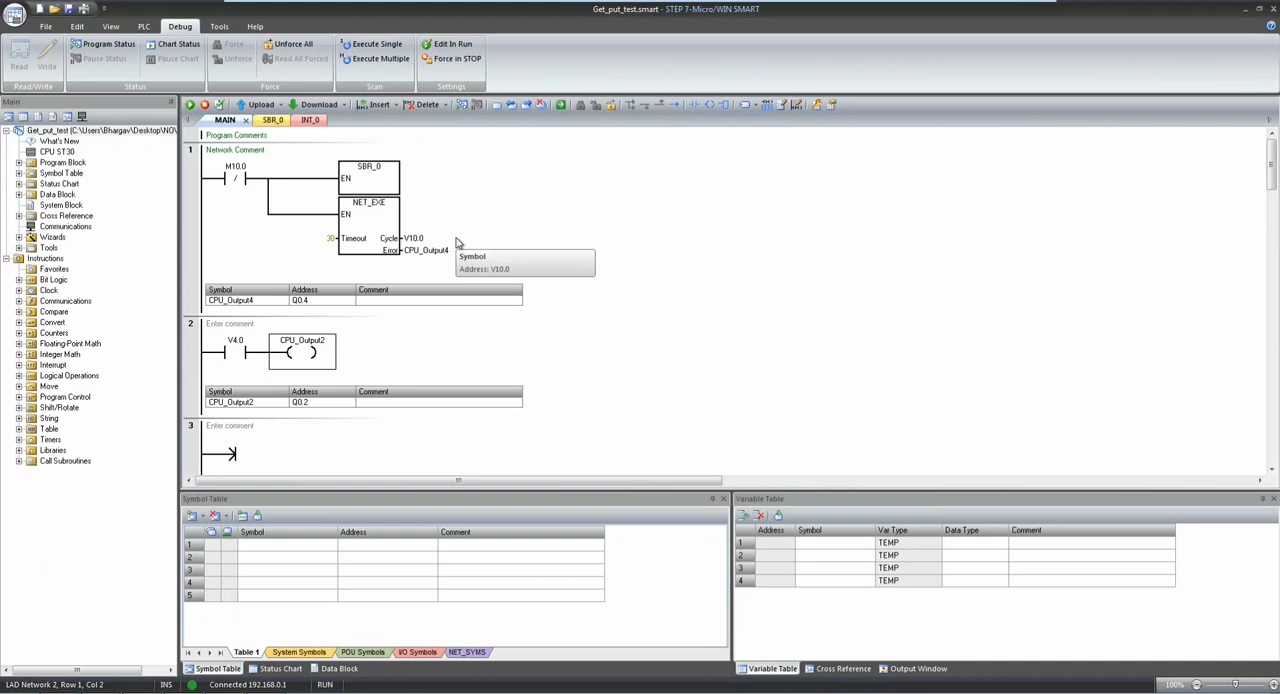 Get_put_test.smart - STEP 7-Micro/WIN SMART
File Edit View PLC Debug Tools Help
Read Write
Program Status Chart Status
Pause Status Pause Chart
Force Unforce All
Unforce Read All Forced
Execute Single
Execute Multiple
Edit In Run
Force in STOP
Read/Write Status Force Scan Settings
Main
Upload Download Insert Delete
MAIN x SBR_0 INT_0
Get_put_test (C:\Users\Bhargav\Desktop\NO\
What's New
CPU ST30
Program Block
Symbol Table
Status Chart
Data Block
System Block
Cross Reference
Communications
Wizards
Tools
Instructions
Favorites
Bit Logic
Clock
Communications
Compare
Convert
Counters
Floating-Point Math
Integer Math
Interrupt
Logical Operations
Move
Program Control
Shift/Rotate
String
Table
Timers
Libraries
Call Subroutines
Program Comments
1 Network Comment
M10.0
/
SBR_0
EN
NET_EXE
EN
30 Timeout Cycle V10.0
Error CPU_Output4
Symbol
Address: V10.0
Symbol Address Comment
CPU_Output4 Q0.4
2 Enter comment
V4.0 CPU_Output2
Symbol Address Comment
CPU_Output2 Q0.2
3 Enter comment
Symbol Table
Symbol Address Comment
1
2
3
4
5
Table 1 System Symbols POU Symbols I/O Symbols NET_SYMS
Symbol Table Status Chart Data Block
Variable Table
Address Symbol Var Type Data Type Comment
1 TEMP
2 TEMP
3 TEMP
4 TEMP
Variable Table Cross Reference Output Window
LAD Network 2, Row 1, Col 2 INS Connected 192.168.0.1 RUN 100%